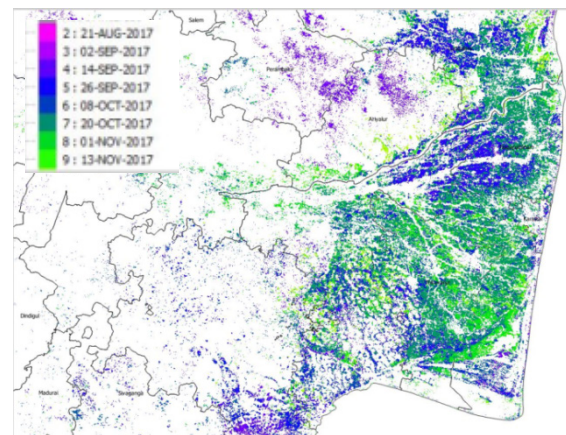 2 : 21-AUG-2017
3 : 02-SEP-2017
4 : 14-SEP-2017
5 : 26-SEP-2017
6 : 08-OCT-2017
7 : 20-OCT-2017
8 : 01-NOV-2017
9 : 13-NOV-2017
Salem
Ariyalur
Dindigul
Madurai